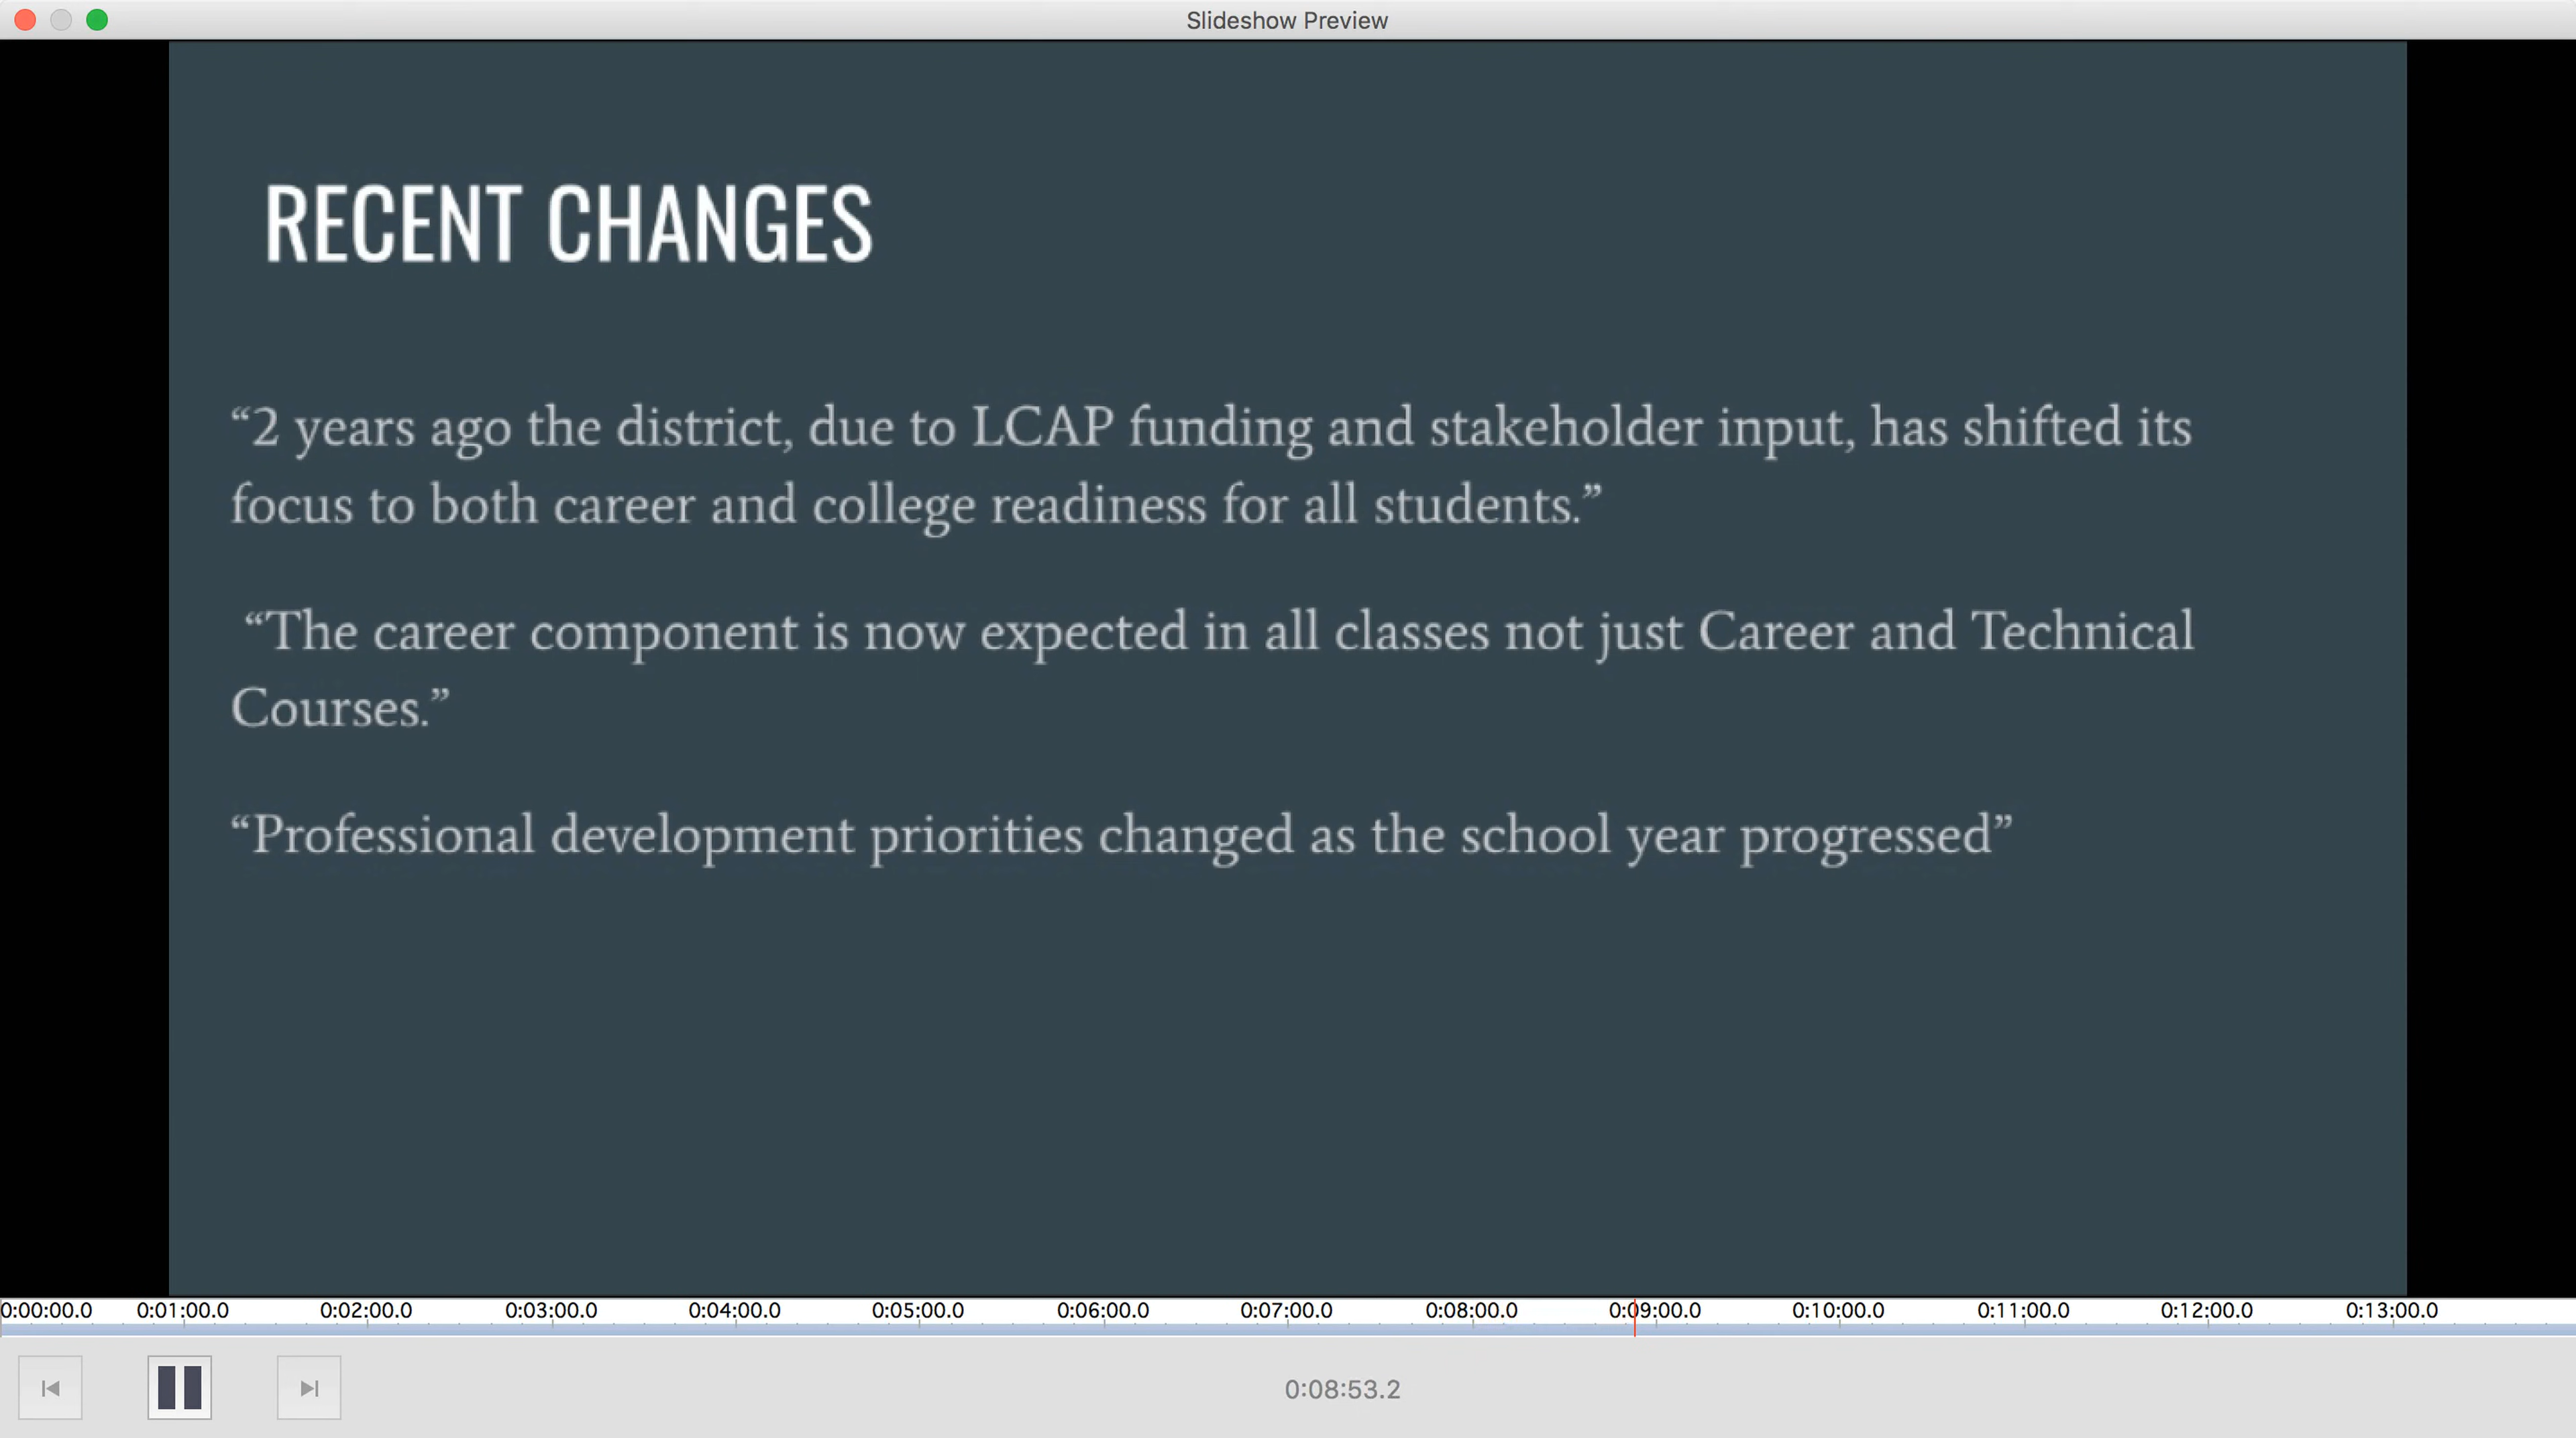 Slideshow Preview
RECENT CHANGES
“2 years ago the district, due to LCAP funding and stakeholder input, has shifted its
focus to both career and college readiness for all students.”
“The career component is now expected in all classes not just Career and Technical
Courses.”
“Professional development priorities changed as the school year progressed”
0:00:00.0 0:01:00.0 0:02:00.0 0:03:00.0 0:04:00.0 0:05:00.0 0:06:00.0 0:07:00.0 0:08:00.0 0:09:00.0 0:10:00.0 0:11:00.0 0:12:00.0 0:13:00.0
0:08:53.2